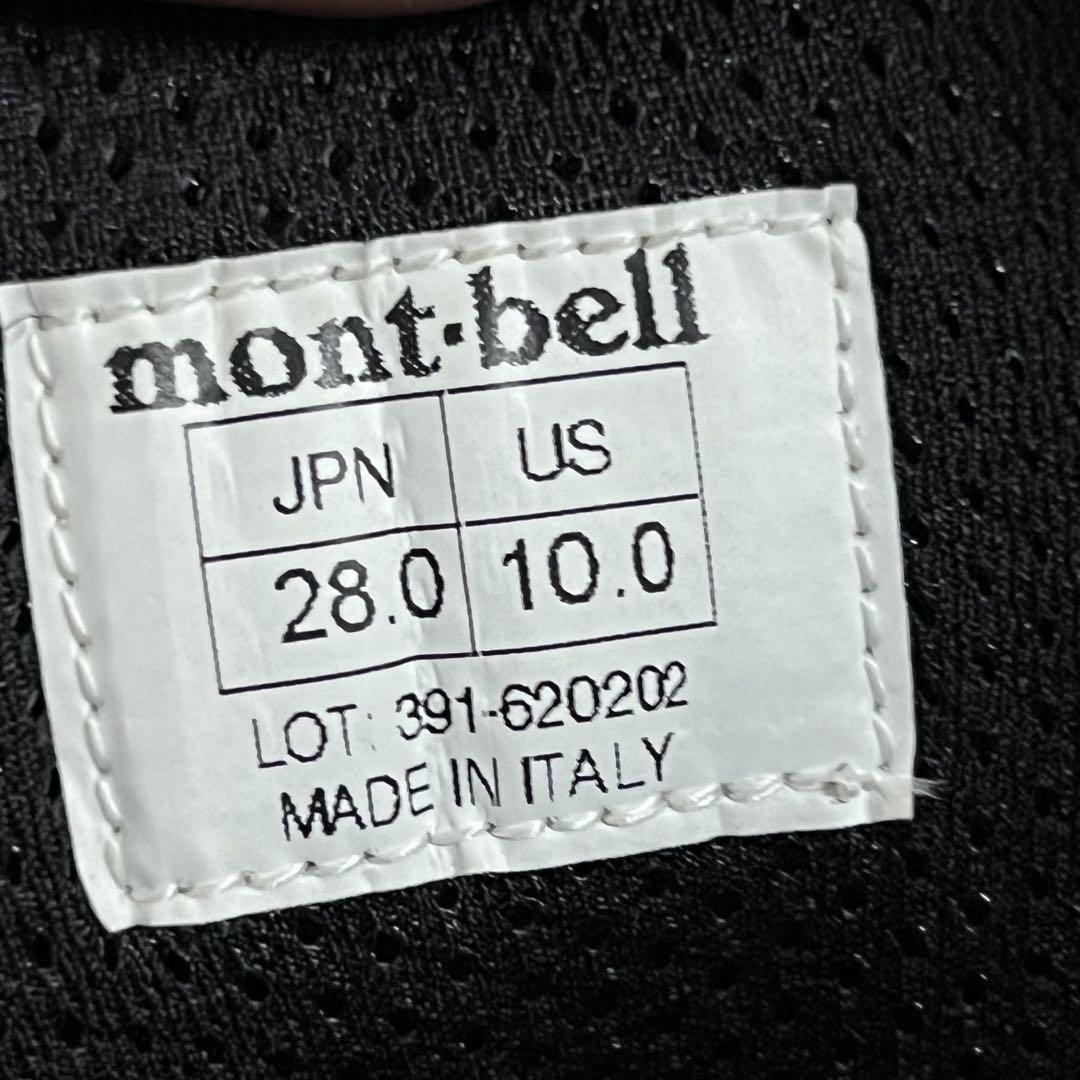 mont-bell
JPN US
28.0 10.0
LOT: 391-620202
MADE IN ITALY